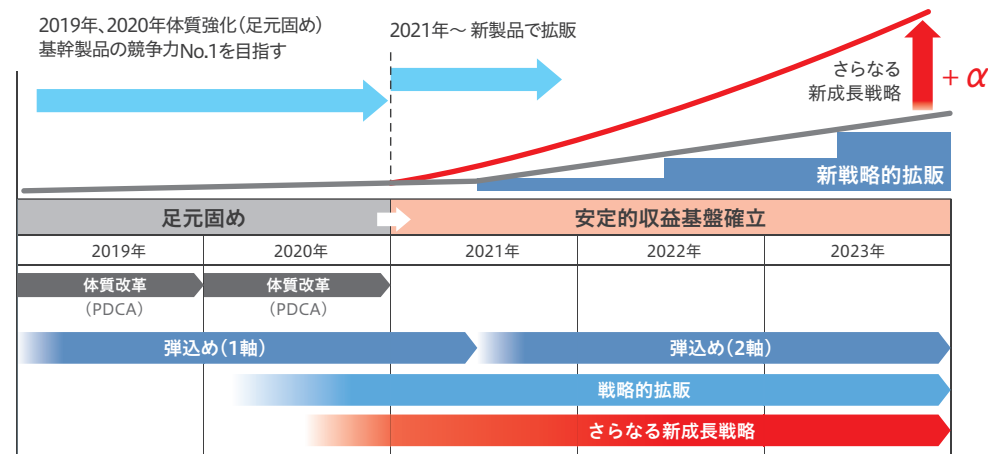 2019年、2020年体質強化（足元固め）
基幹製品の競争力No.1を目指す
2021年～ 新製品で拡販
さらなる
新成長戦略
+α
新戦略的拡販
足元固め
安定的収益基盤確立
2019年
2020年
2021年
2022年
2023年
体質改革
（PDCA）
体質改革
（PDCA）
弾込め（1軸）
弾込め（2軸）
戦略的拡販
さらなる新成長戦略